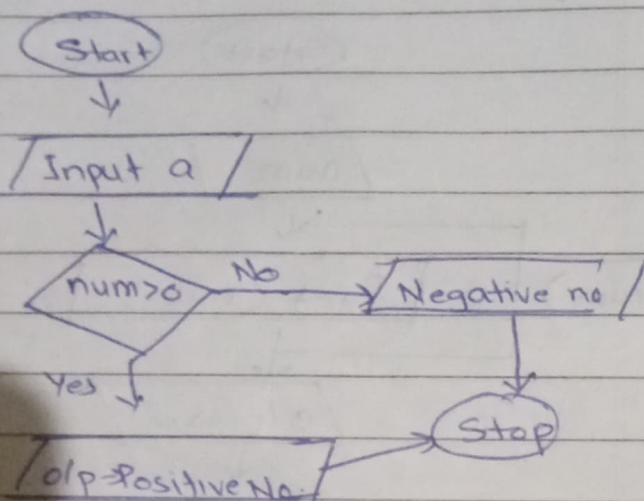 Start
Input a
num>0
No
Negative no
Yes
Stop
o/p=Positive No.